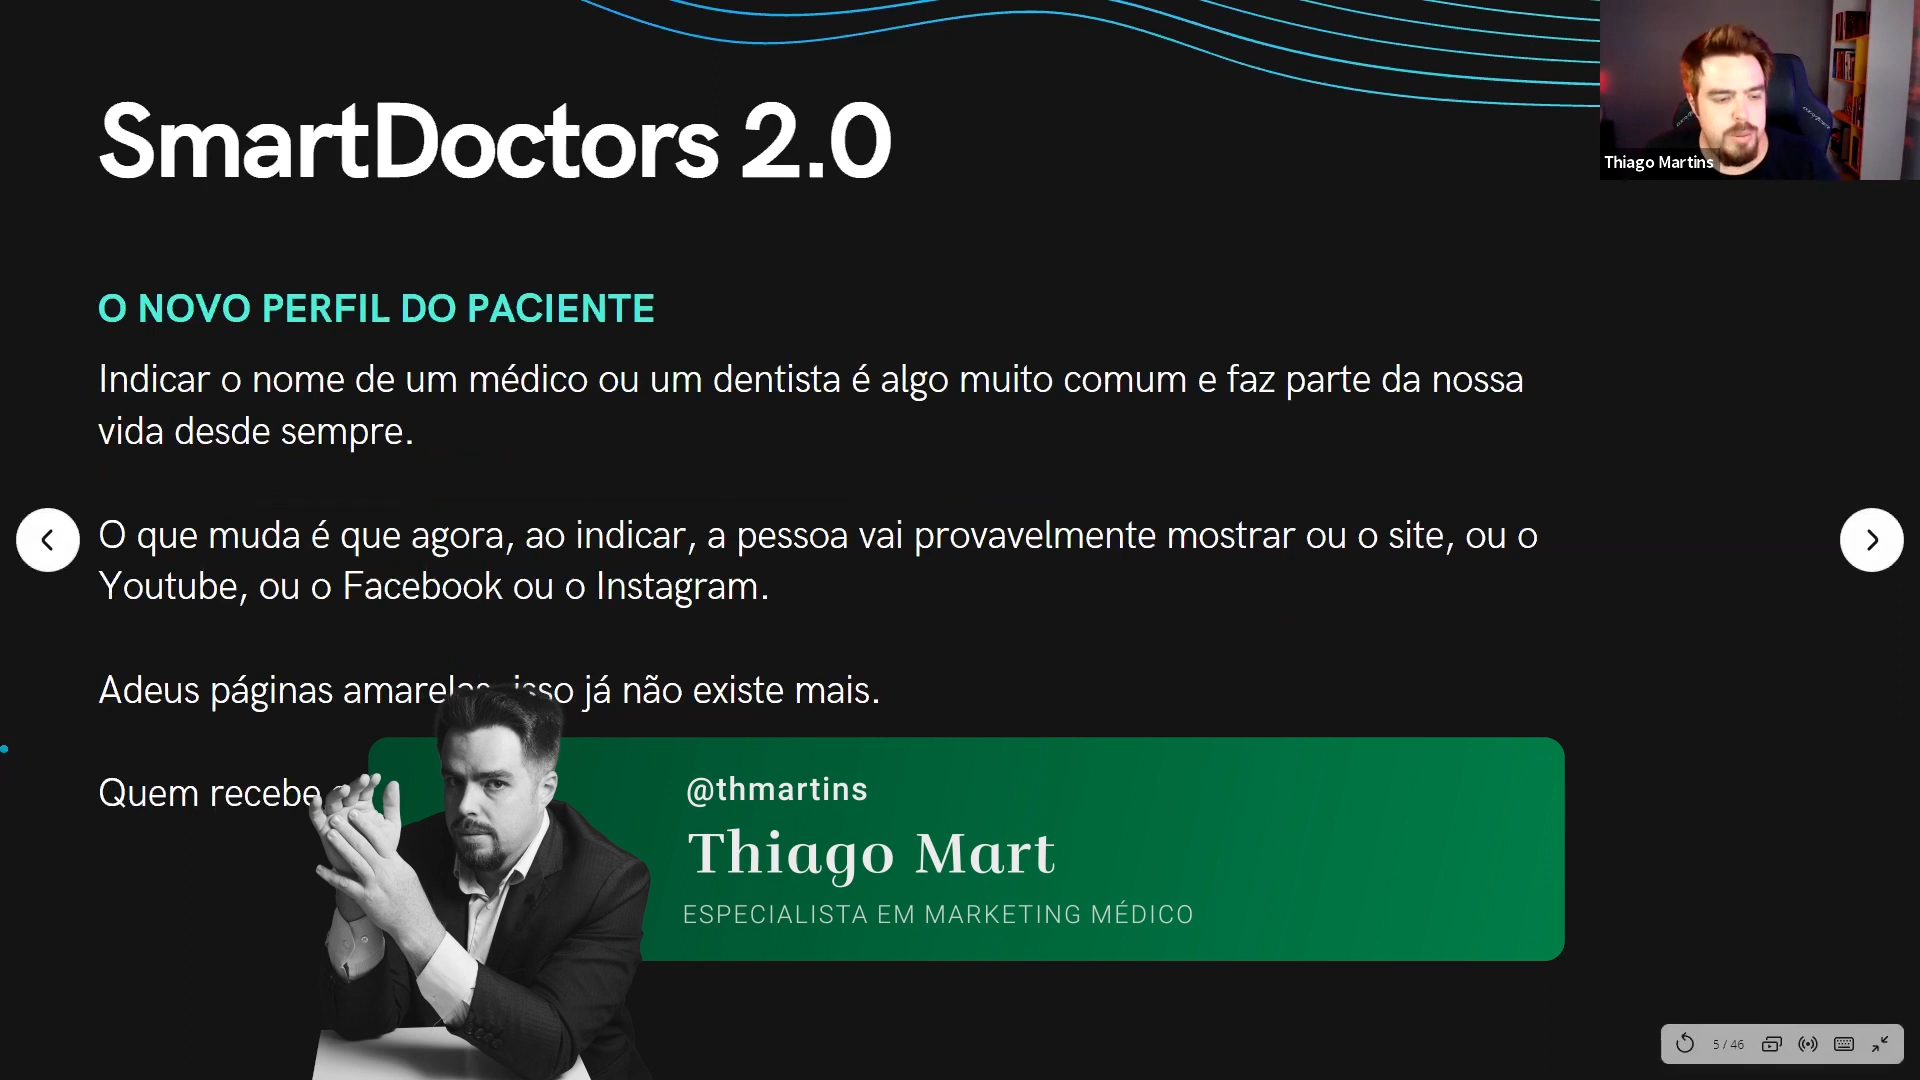 SmartDoctors 2.0
Thiago Martins
O NOVO PERFIL DO PACIENTE
Indicar o nome de um médico ou um dentista é algo muito comum e faz parte da nossa
vida desde sempre.
O que muda é que agora, ao indicar, a pessoa vai provavelmente mostrar ou o site, ou o
Youtube, ou o Facebook ou o Instagram.
Adeus páginas amarelas, isso já não existe mais.
Quem recebe
@thmartins
Thiago Mart
ESPECIALISTA EM MARKETING MÉDICO
5 / 46